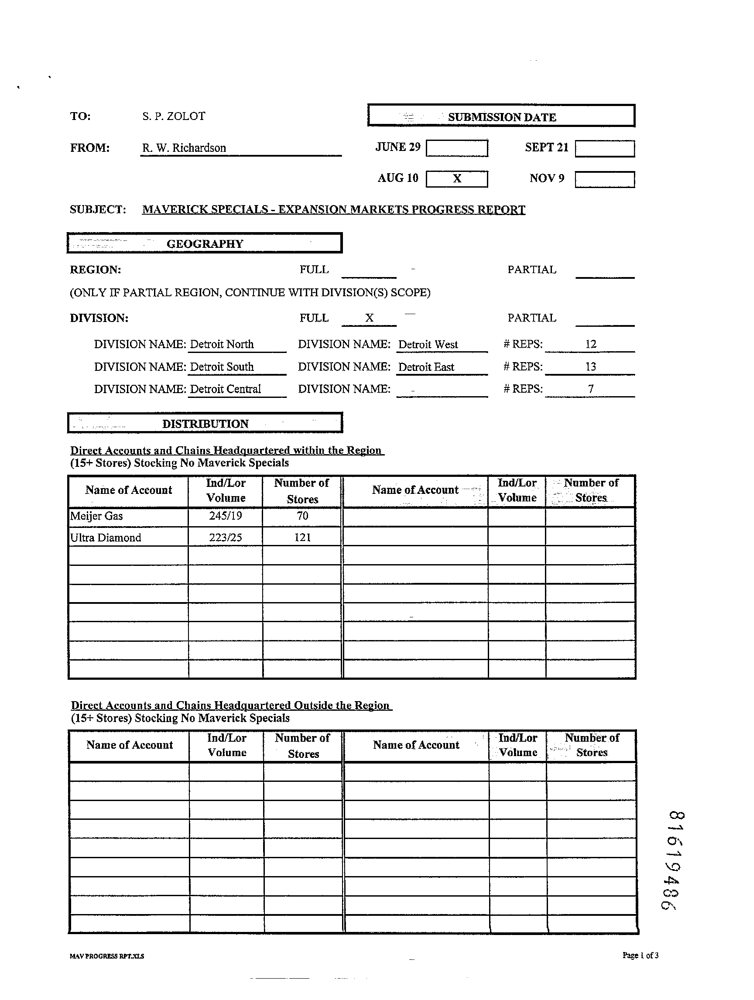 TO: S. P. ZOLOT
SUBMISSION DATE
FROM: R. W. Richardson
JUNE 29 SEPT 21
AUG 10 X NOV 9
SUBJECT: MAVERICK SPECIALS - EXPANSION MARKETS PROGRESS REPORT
GEOGRAPHY
REGION: FULL PARTIAL
(ONLY IF PARTIAL REGION, CONTINUE WITH DIVISION(S) SCOPE)
DIVISION: FULL X PARTIAL
DIVISION NAME: Detroit North DIVISION NAME: Detroit West # REPS: 12
DIVISION NAME: Detroit South DIVISION NAME: Detroit East # REPS: 13
DIVISION NAME: Detroit Central DIVISION NAME: # REPS: 7
DISTRIBUTION
Direct Accounts and Chains Headquartered within the Region
(15+ Stores) Stocking No Maverick Specials
Name of Account Ind/Lor Volume Number of Stores Name of Account Ind/Lor Volume Number of Stores
Meijer Gas 245/19 70
Ultra Diamond 223/25 121
Direct Accounts and Chains Headquartered Outside the Region
(15+ Stores) Stocking No Maverick Specials
Name of Account Ind/Lor Volume Number of Stores Name of Account Ind/Lor Volume Number of Stores
81619486
MAV PROGRESS RPT.XLS Page 1 of 3